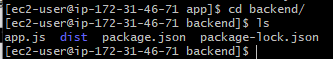 [ec2-user@ip-172-31-46-71 app]$ cd backend/
[ec2-user@ip-172-31-46-71 backend]$ ls
app.js dist package.json package-lock.json
[ec2-user@ip-172-31-46-71 backend]$